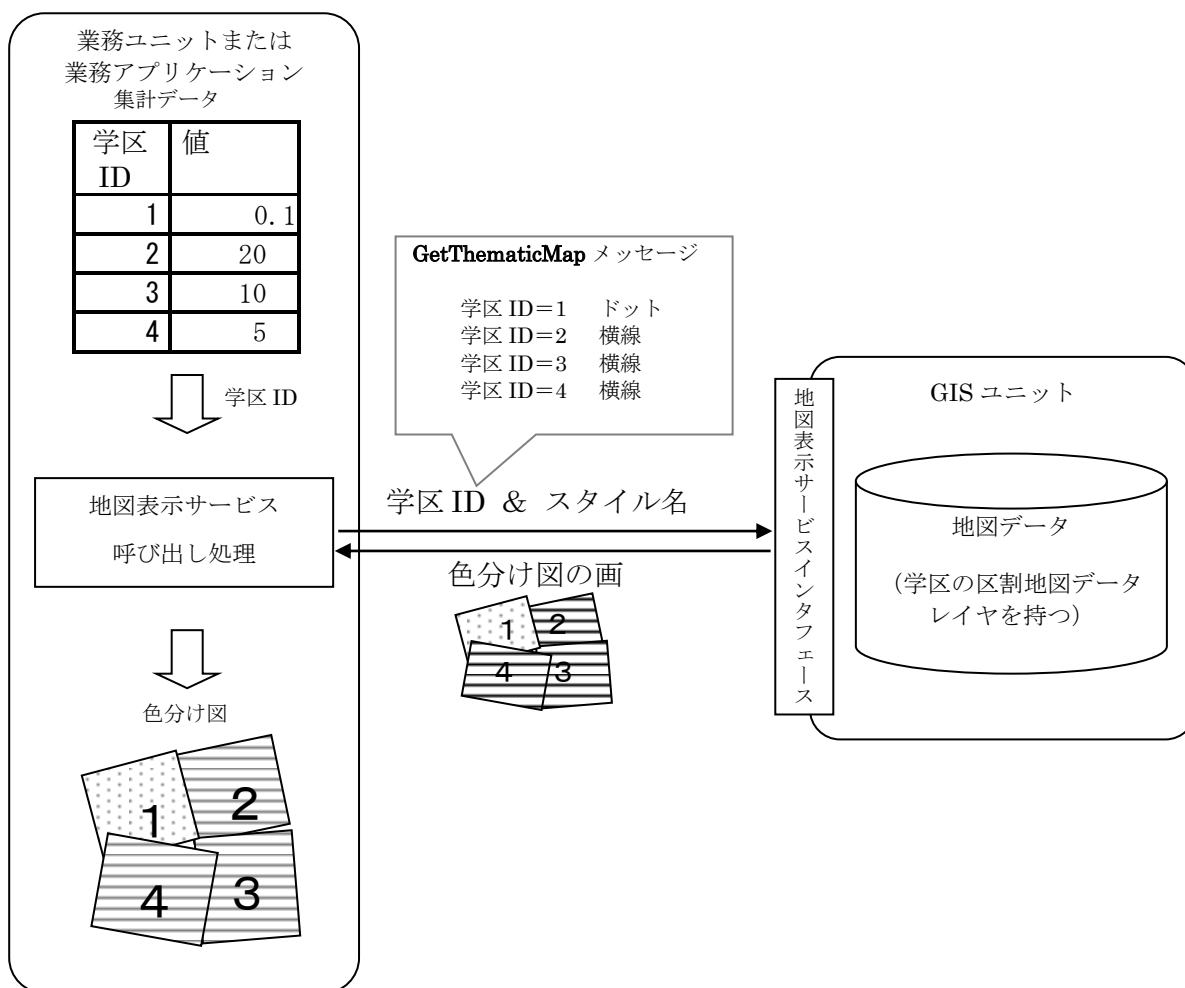 業務ユニットまたは
業務アプリケーション
集計データ
学区 値
ID
1 0.1
2 20
3 10
4 5
学区 ID
地図表示サービス
呼び出し処理
色分け図
1
2
4
3
GetThematicMap メッセージ
学区 ID＝1 ドット
学区 ID＝2 横線
学区 ID＝3 横線
学区 ID＝4 横線
学区 ID ＆ スタイル名
色分け図の画
1
2
4
3
地図表示サービスインタフェース
GIS ユニット
地図データ
（学区の区割地図データ
レイヤを持つ）